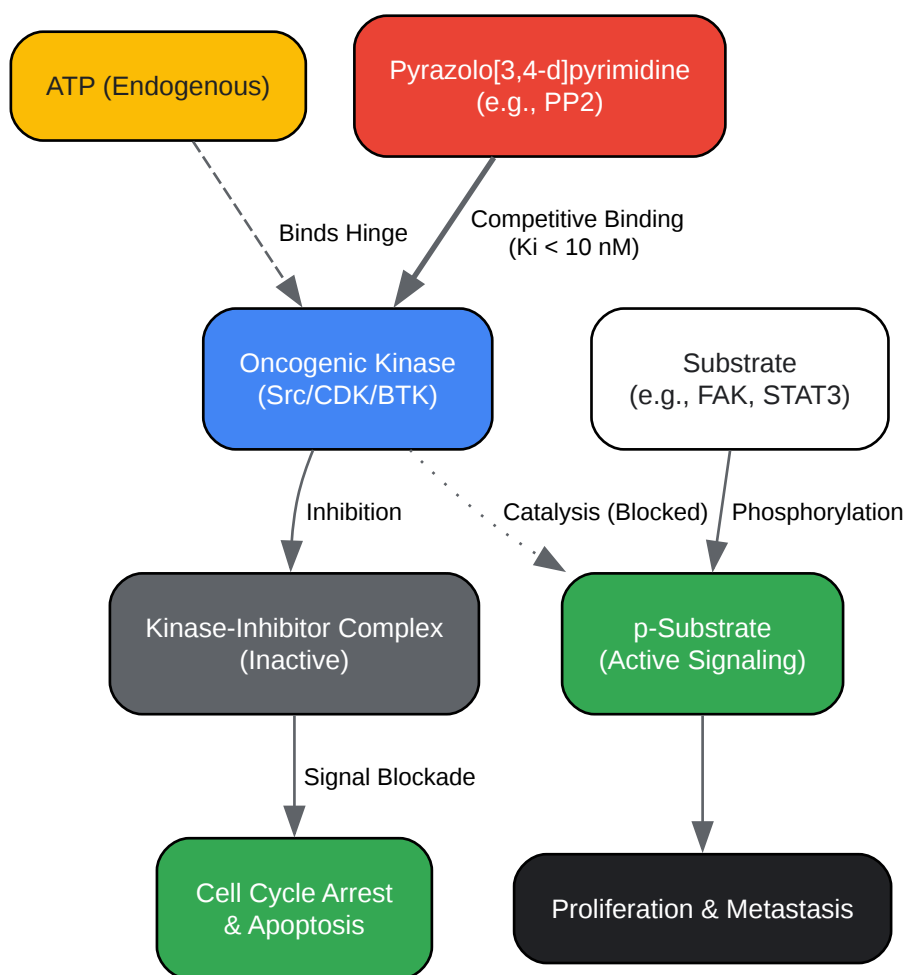 ATP (Endogenous)
Pyrazolo[3,4-d]pyrimidine
(e.g., PP2)
Binds Hinge
Competitive Binding
(Ki < 10 nM)
Oncogenic Kinase
(Src/CDK/BTK)
Substrate
(e.g., FAK, STAT3)
Inhibition
Catalysis (Blocked)
Phosphorylation
Kinase-Inhibitor Complex
(Inactive)
p-Substrate
(Active Signaling)
Signal Blockade
Cell Cycle Arrest
& Apoptosis
Proliferation & Metastasis